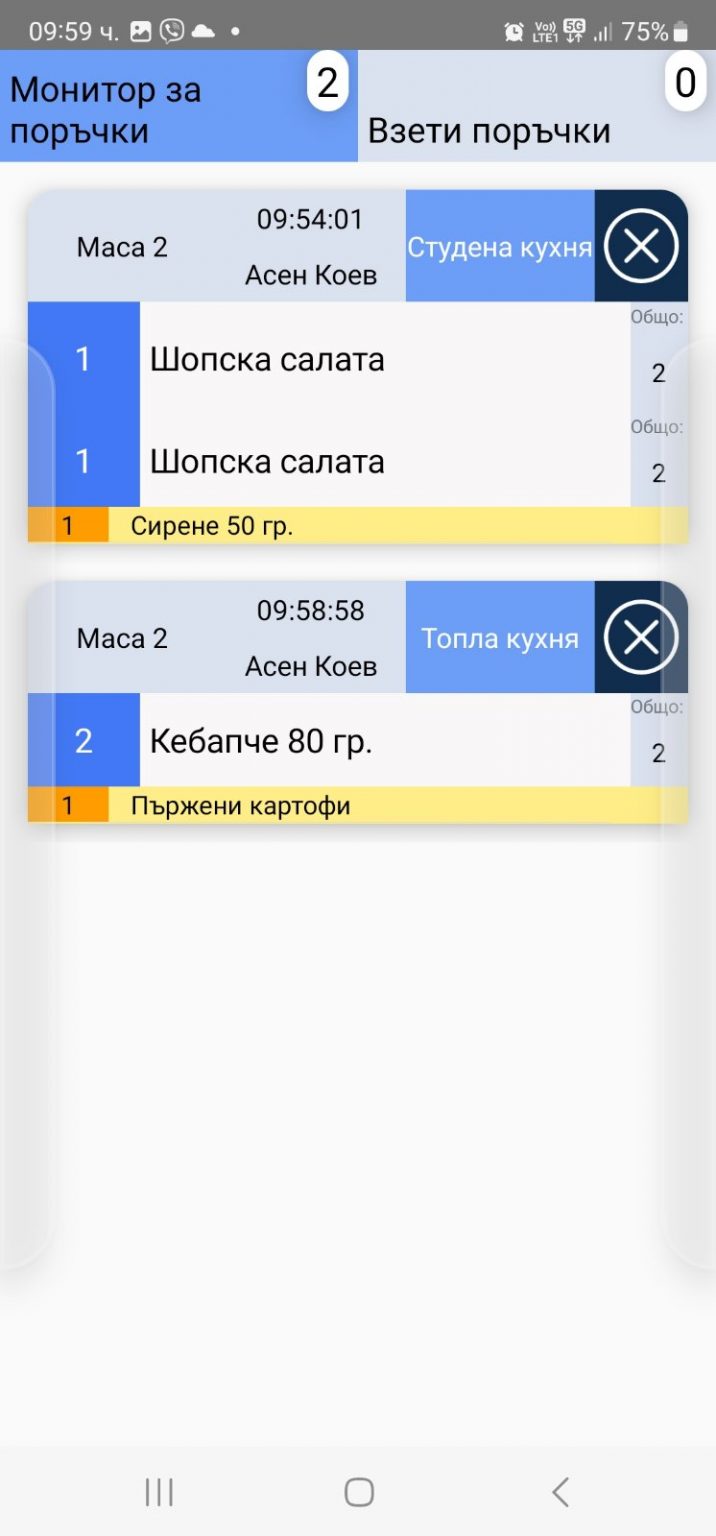 09:59 ч.
Vo)) LTE1 5G 75%
Монитор за поръчки
2
Взети поръчки
0
Маса 2
09:54:01
Асен Коев
Студена кухня
1 Шопска салата
Общо:
2
1 Шопска салата
Общо:
2
1 Сирене 50 гр.
Маса 2
09:58:58
Асен Коев
Топла кухня
2 Кебапче 80 гр.
Общо:
2
1 Пържени картофи